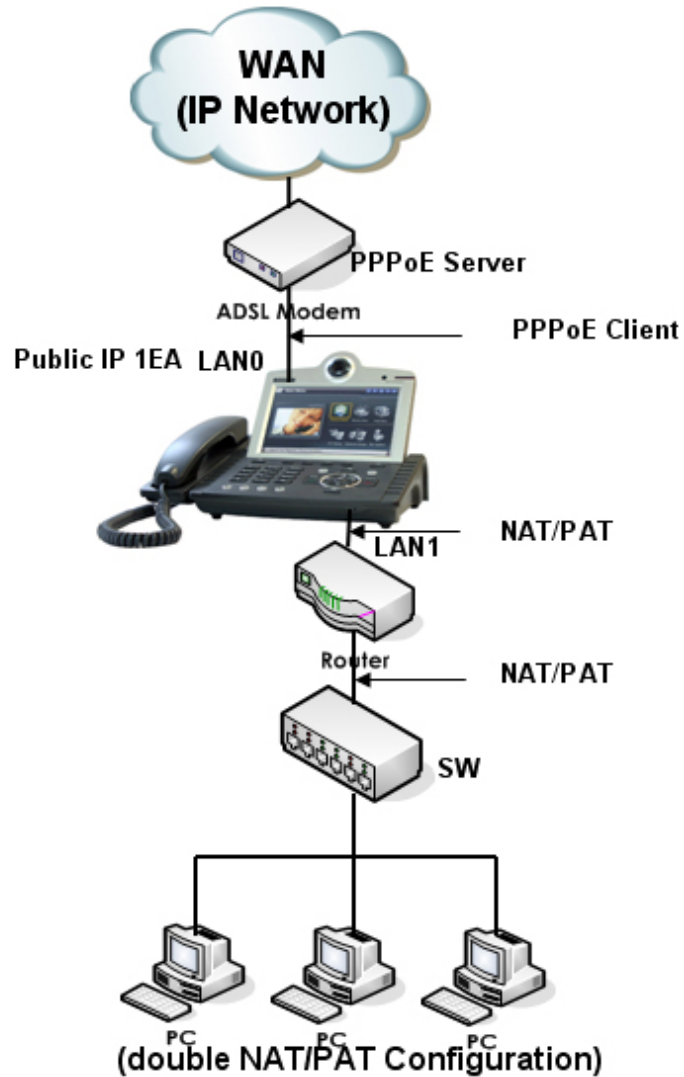 WAN
(IP Network)
PPPoE Server
ADSL Modem
PPPoE Client
Public IP 1EA LAN0
NAT/PAT
LAN1
Router
NAT/PAT
SW
PC PC PC
(double NAT/PAT Configuration)